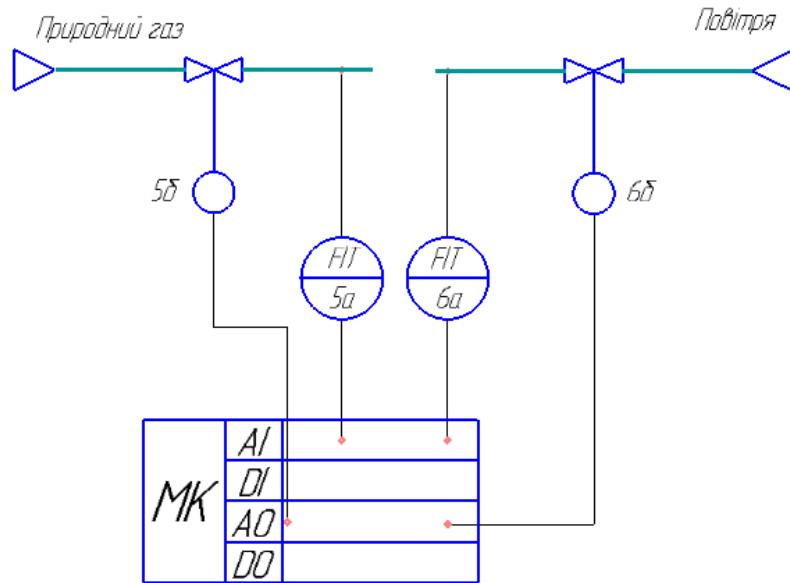 Природний газ
Повітря
5б
6б
FIT
5а
FIT
6а
МК
AI
DI
AO
DO